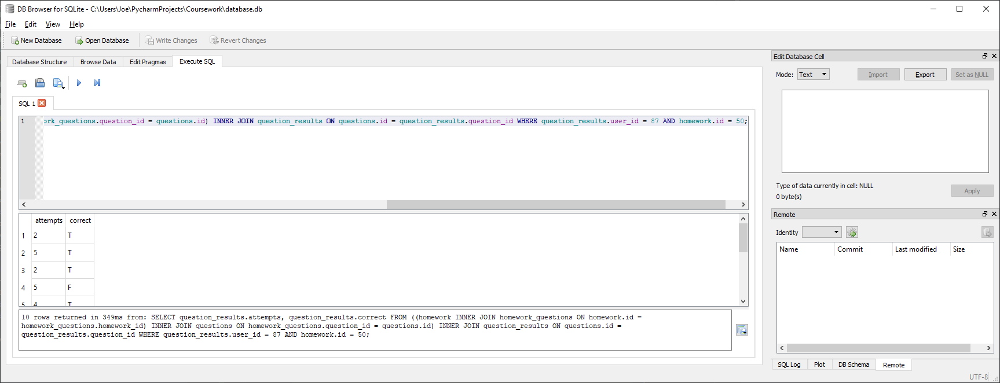 DB Browser for SQLite - C:\Users\Joe\PycharmProjects\Coursework\database.db
File Edit View Help
New Database Open Database Write Changes Revert Changes
Database Structure Browse Data Edit Pragmas Execute SQL
SQL 1
1 ork_questions.question_id = questions.id) INNER JOIN question_results ON questions.id = question_results.question_id WHERE question_results.user_id = 87 AND homework.id = 50;
attempts correct
1 2 T
2 5 T
3 2 T
4 5 F
5 4 T
10 rows returned in 349ms from: SELECT question_results.attempts, question_results.correct FROM ((homework INNER JOIN homework_questions ON homework.id =
homework_questions.homework_id) INNER JOIN questions ON homework_questions.question_id = questions.id) INNER JOIN question_results ON questions.id =
question_results.question_id WHERE question_results.user_id = 87 AND homework.id = 50;
Edit Database Cell
Mode: Text Import Export Set as NULL
Type of data currently in cell: NULL
0 byte(s)
Apply
Remote
Identity
Name Commit Last modified Size
SQL Log Plot DB Schema Remote
UTF-8